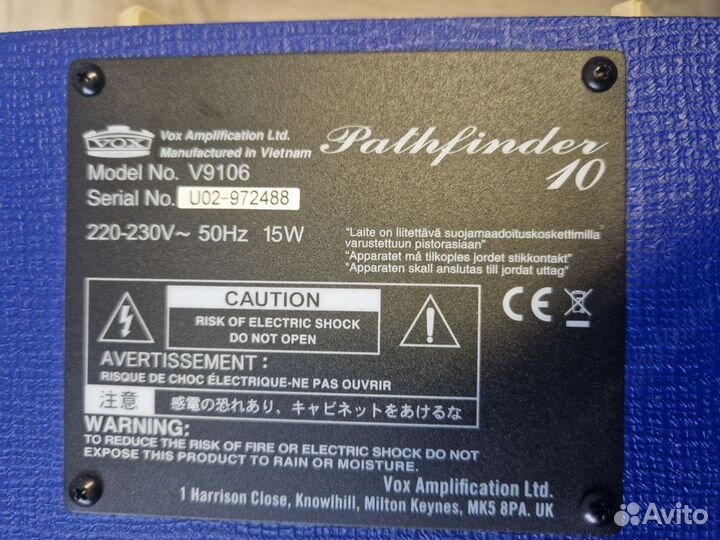 VOX
Vox Amplification Ltd.
Manufactured in Vietnam
Pathfinder
10
Model No. V9106
Serial No. U02-972488
220-230V~ 50Hz 15W
"Laite on liitettävä suojamaadoituskoskettimilla
varustettuun pistorasiaan"
"Apparatet må tilkoples jordet stikkontakt"
"Apparaten skall anslutas till jordat uttag"
CAUTION
RISK OF ELECTRIC SHOCK
DO NOT OPEN
CE
AVERTISSEMENT :
RISQUE DE CHOC ÉLECTRIQUE-NE PAS OUVRIR
注意 感電の恐れあり、キャビネットをあけるな
WARNING:
TO REDUCE THE RISK OF FIRE OR ELECTRIC SHOCK DO NOT
EXPOSE THIS PRODUCT TO RAIN OR MOISTURE.
Vox Amplification Ltd.
1 Harrison Close, Knowlhill, Milton Keynes, MK5 8PA. UK
Avito